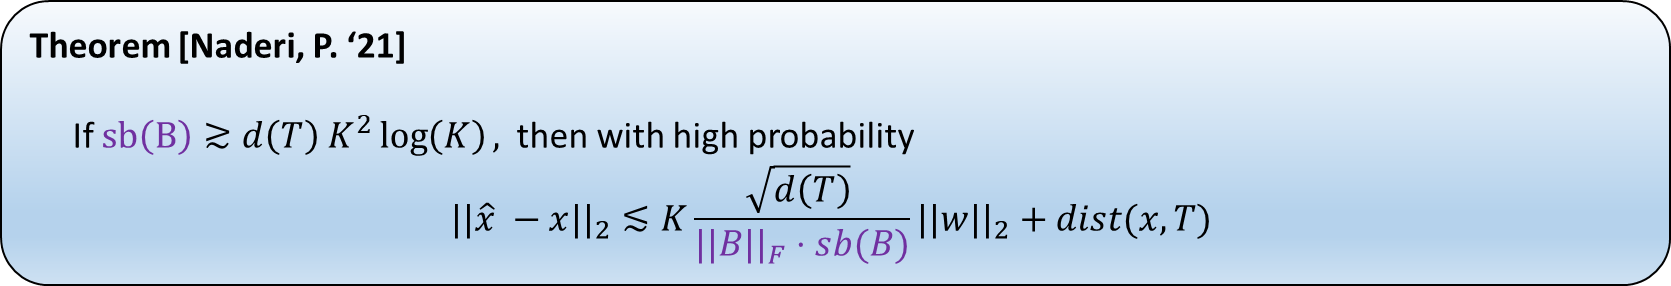 Theorem [Naderi, P. ‘21]
If sb(B) ≳ d(T) K² log(K) , then with high probability
||x̂ − x||₂ ≲ K √d(T) / ||B||_F · sb(B) ||w||₂ + dist(x, T)